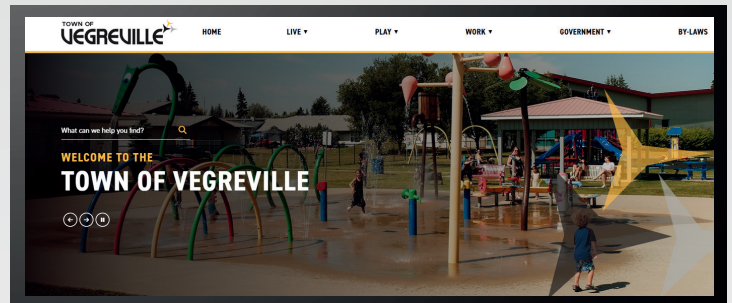 TOWN OF
VEGREVILLE
HOME
LIVE ▾
PLAY ▾
WORK ▾
GOVERNMENT ▾
BY-LAWS
What can we help you find?
WELCOME TO THE
TOWN OF VEGREVILLE